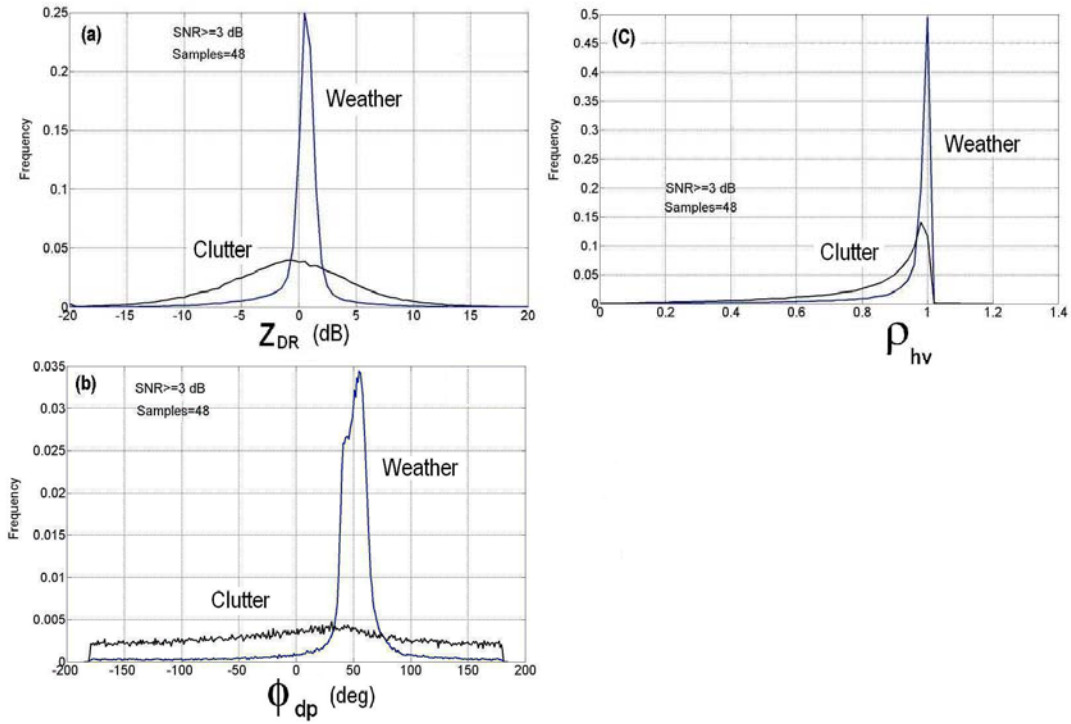 (a)
SNR>=3 dB
Samples=48
Weather
Clutter
Frequency
0.25
0.2
0.15
0.1
0.05
0
-20 -15 -10 -5 0 5 10 15 20
Z DR (dB)
(C)
SNR>=3 dB
Samples=48
Weather
Clutter
Frequency
0.5
0.45
0.4
0.35
0.3
0.25
0.2
0.15
0.1
0.05
0
0 0.2 0.4 0.6 0.8 1 1.2 1.4
ρ hv
(b)
SNR>=3 dB
Samples=48
Weather
Clutter
Frequency
0.035
0.03
0.025
0.02
0.015
0.01
0.005
0
-200 -150 -100 -50 0 50 100 150 200
ϕ dp (deg)